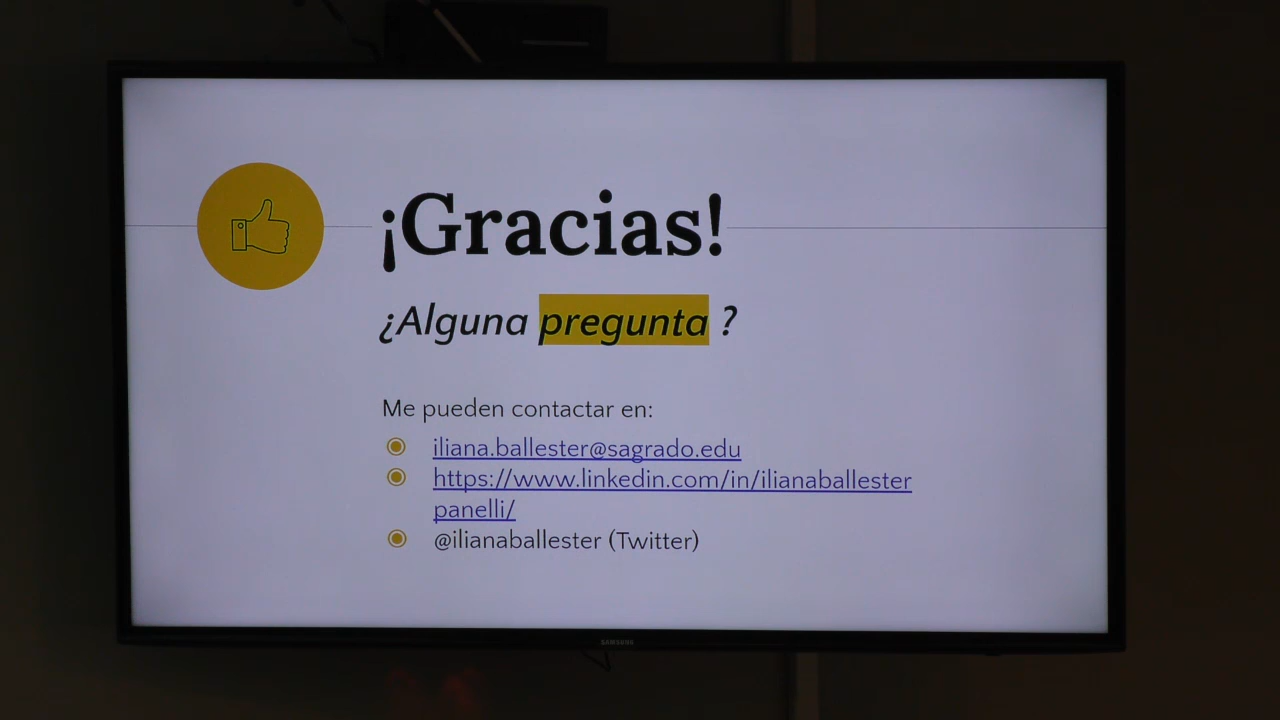 ¡Gracias!
¿Alguna pregunta ?
Me pueden contactar en:
iliana.ballester@sagrado.edu
https://www.linkedin.com/in/ilianaballester
panelli/
@ilianaballester (Twitter)
SAMSUNG